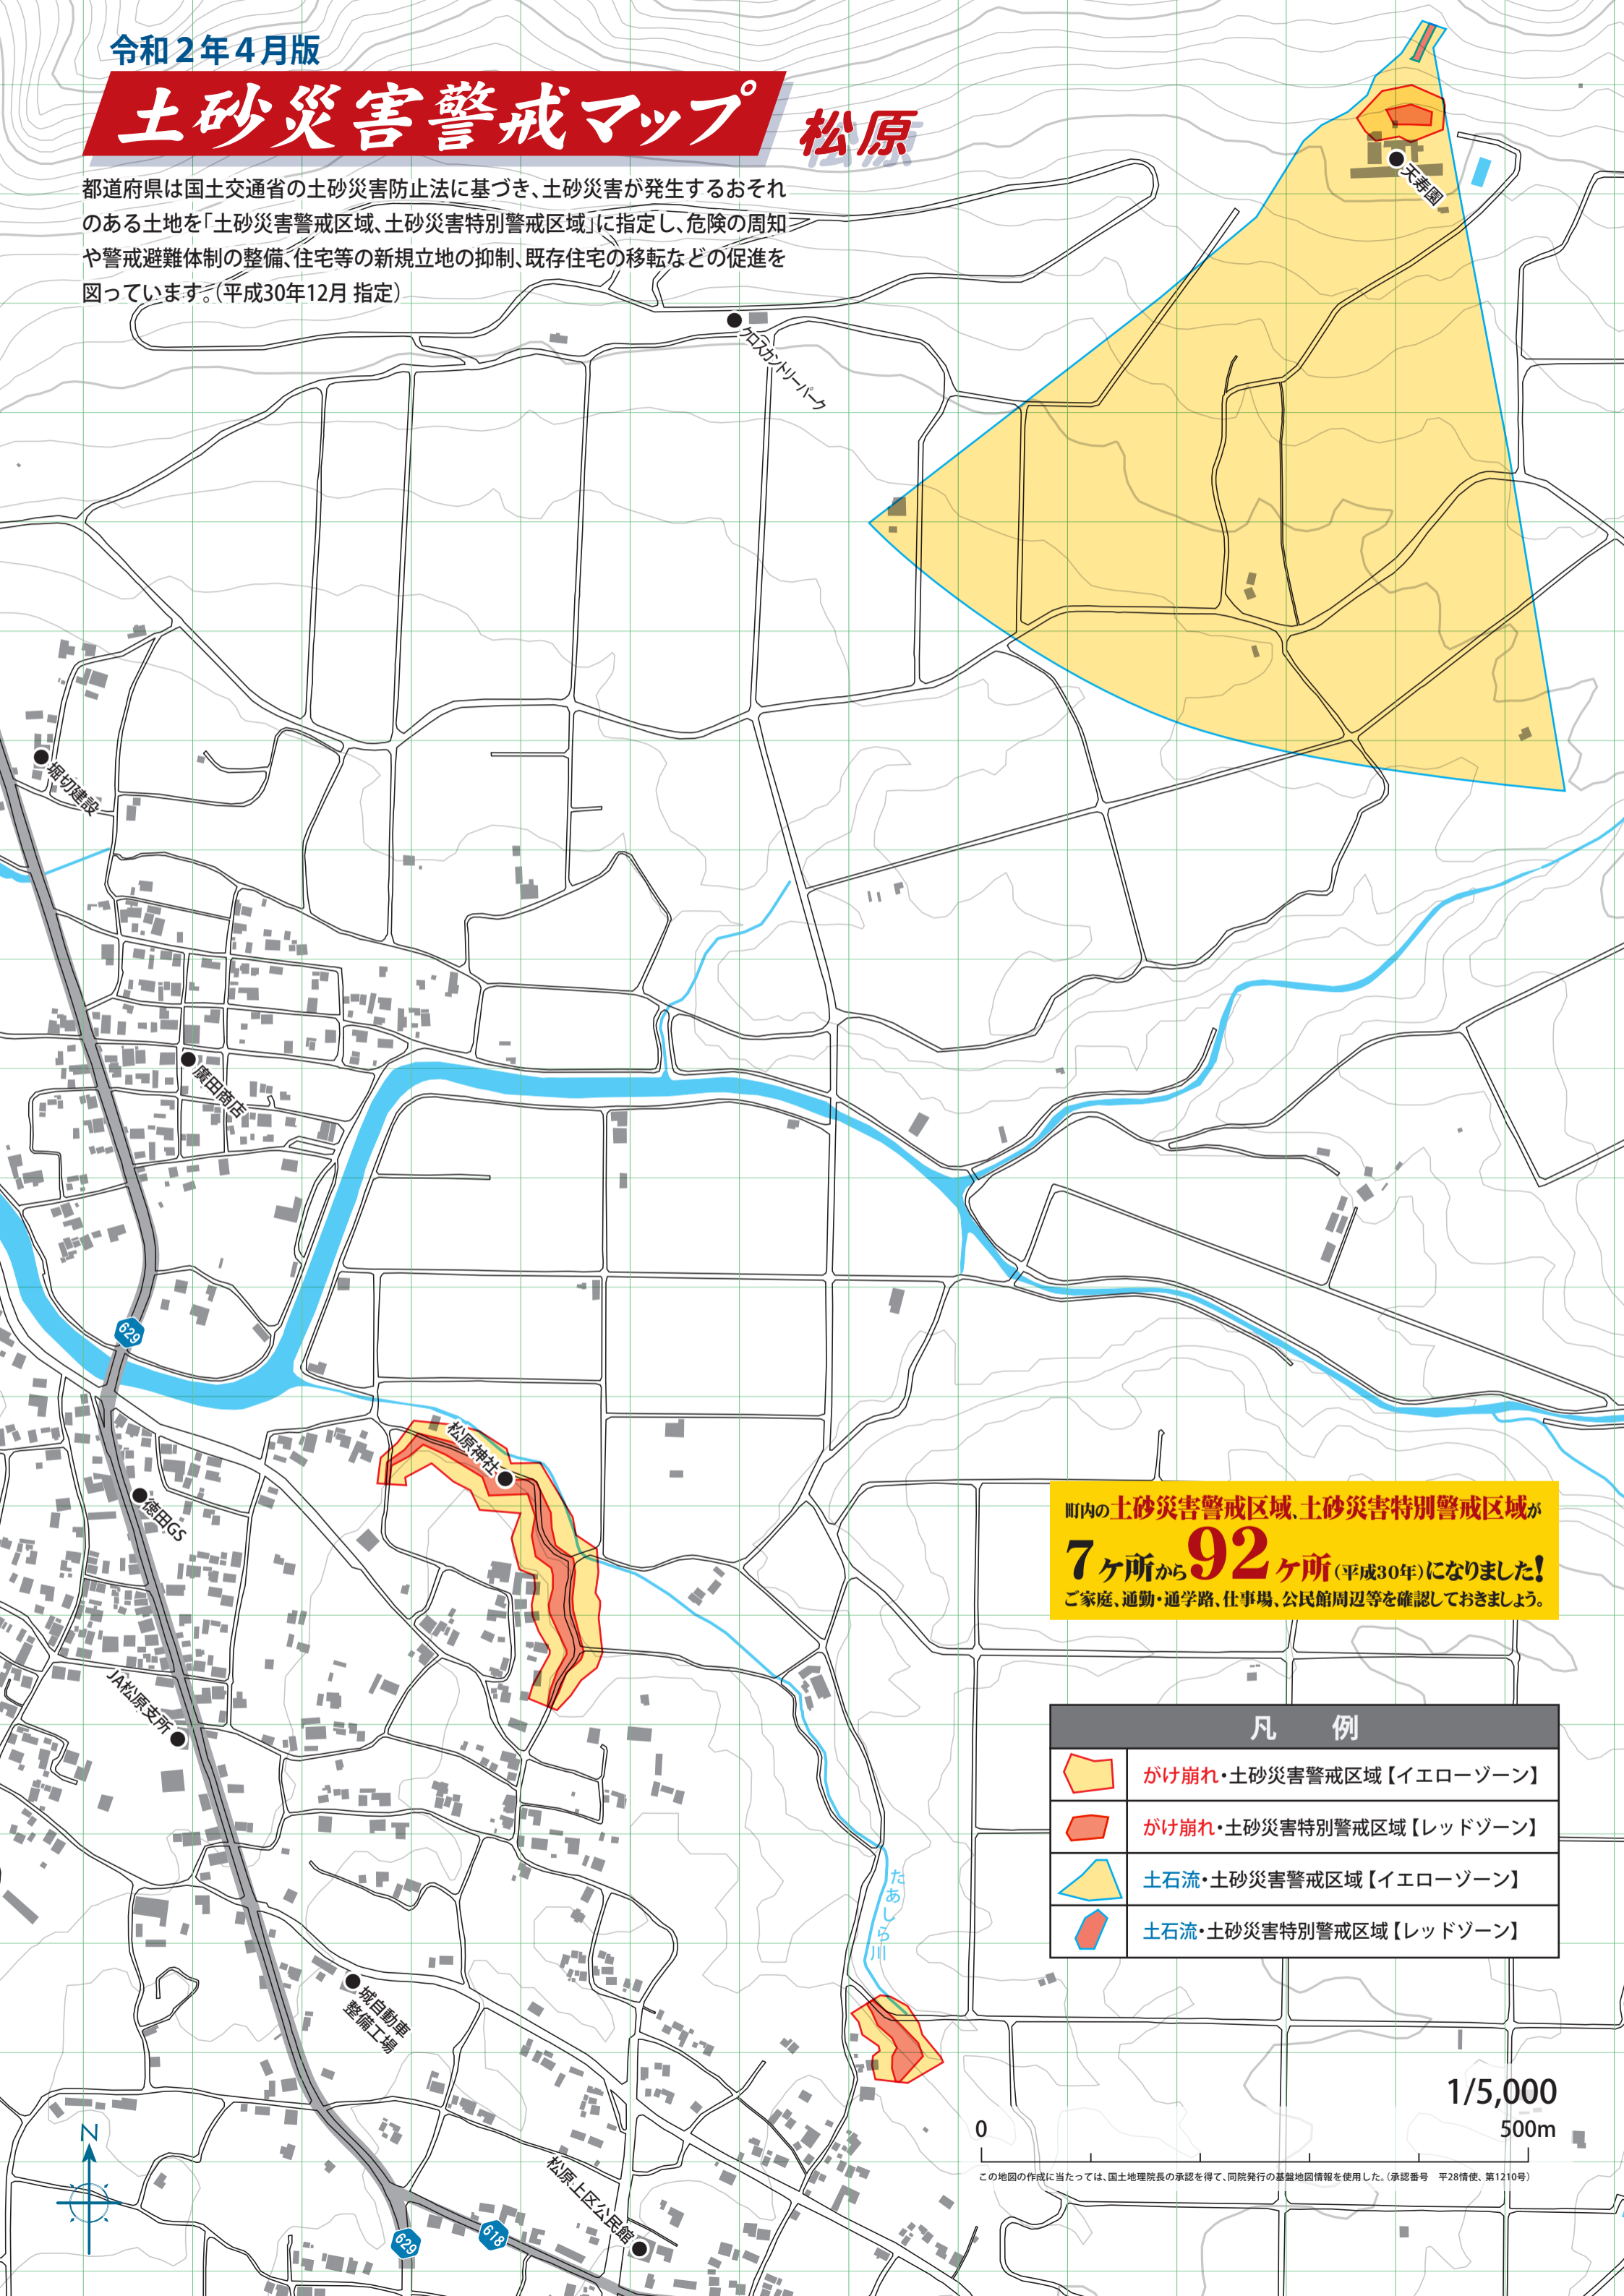 令和2年4月版
土砂災害警戒マップ 松原
都道府県は国土交通省の土砂災害防止法に基づき、土砂災害が発生するおそれ
のある土地を「土砂災害警戒区域、土砂災害特別警戒区域」に指定し、危険の周知
や警戒避難体制の整備、住宅等の新規立地の抑制、既存住宅の移転などの促進を
図っています。(平成30年12月 指定)
天寿園
クロスカントリーパーク
堀切建設
廣田商店
629
松原神社
徳田GS
町内の土砂災害警戒区域、土砂災害特別警戒区域が
7ヶ所から92ヶ所(平成30年)になりました!
ご家庭、通勤・通学路、仕事場、公民館周辺等を確認しておきましょう。
JA松原支所
凡 例
がけ崩れ・土砂災害警戒区域【イエローゾーン】
がけ崩れ・土砂災害特別警戒区域【レッドゾーン】
土石流・土砂災害警戒区域【イエローゾーン】
土石流・土砂災害特別警戒区域【レッドゾーン】
たあしら川
城自動車
整備工場
1/5,000
0 500m
この地図の作成に当たっては、国土地理院長の承認を得て、同院発行の基盤地図情報を使用した。(承認番号 平28情使、第1210号)
N
松原上区公民館
629
618